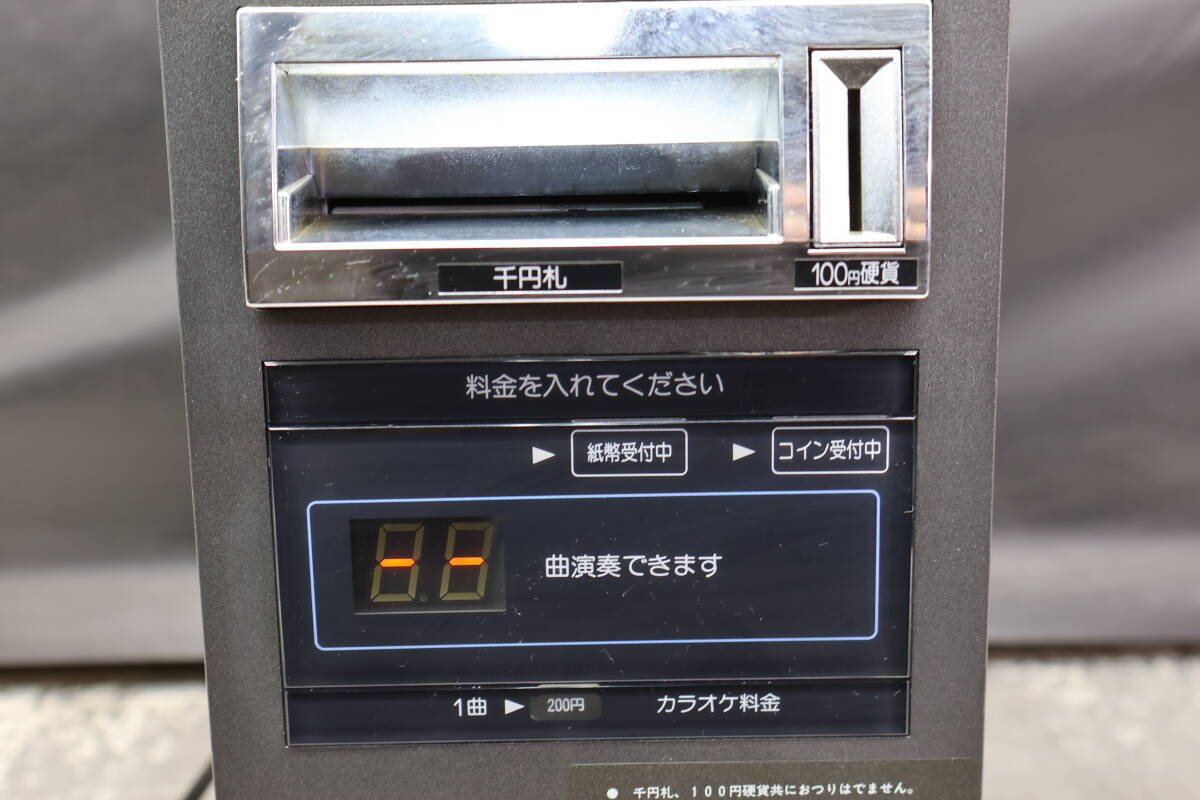 千円札
100円硬貨
料金を入れてください
▶ 紙幣受付中 ▶ コイン受付中
-- 曲演奏できます
1曲 ▶ 200円 カラオケ料金
● 千円札、100円硬貨共におつりはでません。